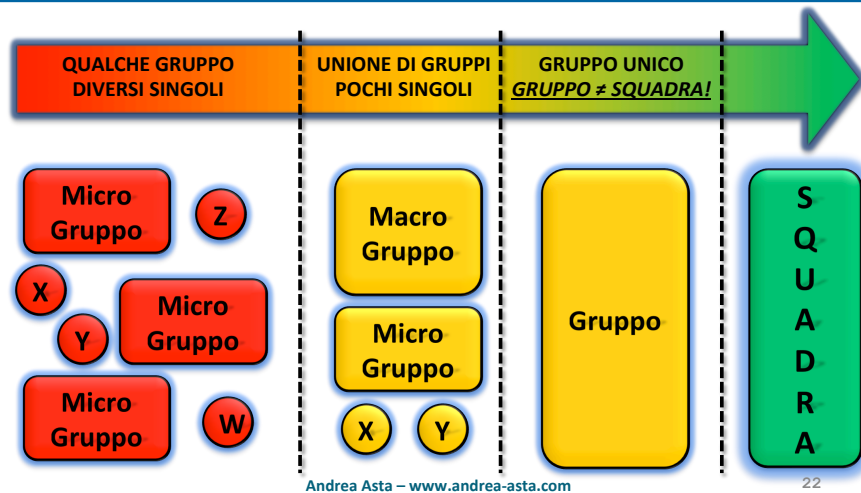 QUALCHE GRUPPO
DIVERSI SINGOLI
UNIONE DI GRUPPI
POCHI SINGOLI
GRUPPO UNICO
GRUPPO ≠ SQUADRA!
Micro
Gruppo
Z
X
Y
Micro
Gruppo
Micro
Gruppo
W
Macro
Gruppo
Micro
Gruppo
X
Y
Gruppo
S
Q
U
A
D
R
A
Andrea Asta – www.andrea-asta.com
22